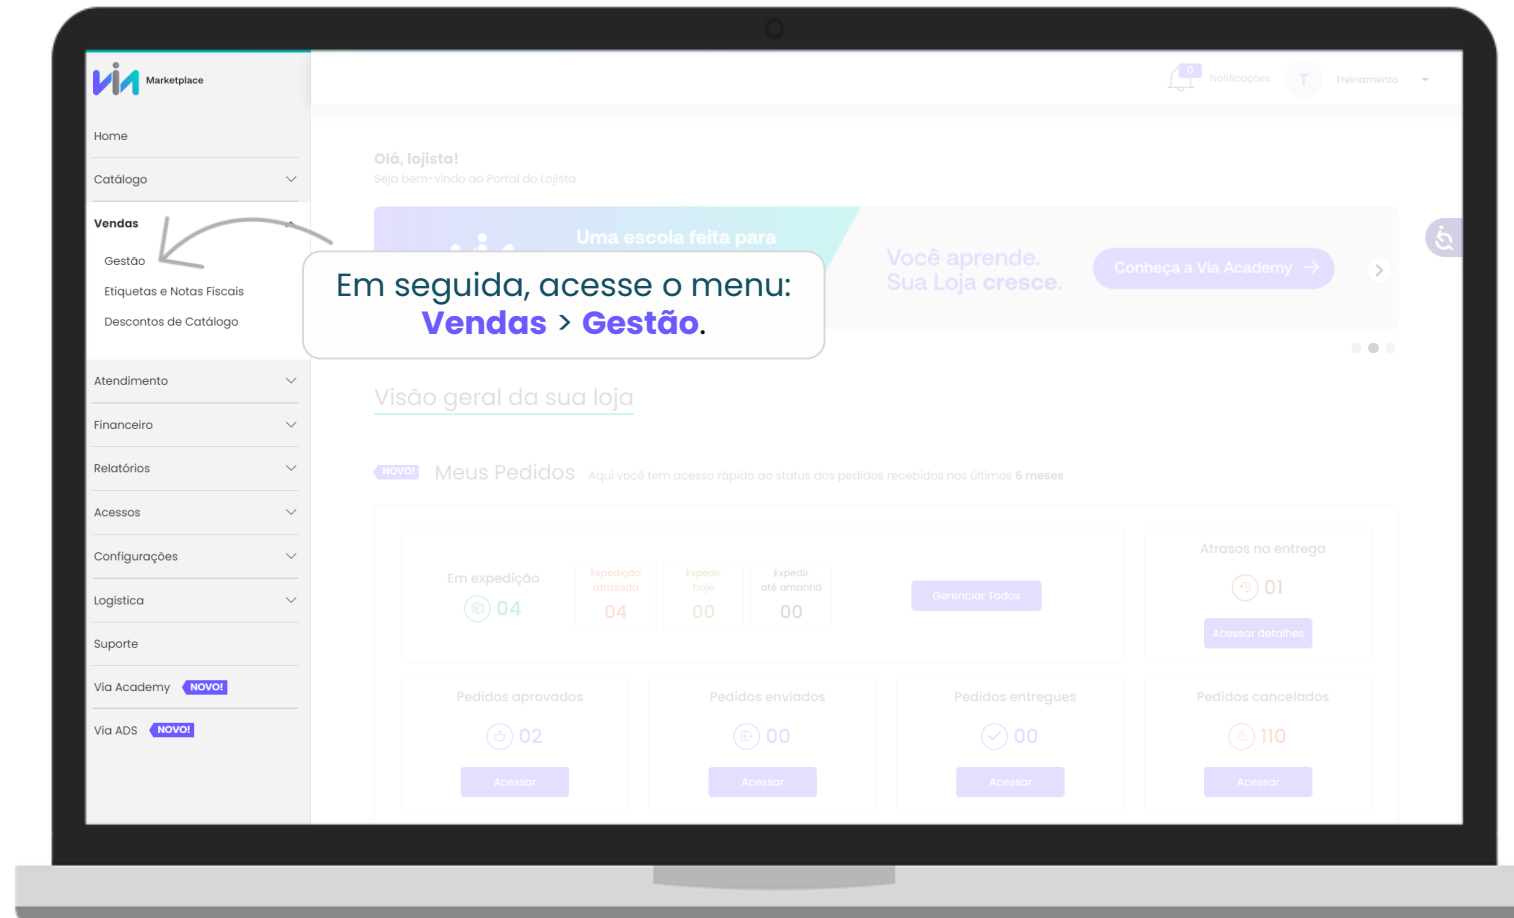 via Marketplace
0
Notificações
T
Treinamento
Home
Catálogo
Vendas
Gestão
Etiquetas e Notas Fiscais
Descontos de Catálogo
Atendimento
Financeiro
Relatórios
Acessos
Configurações
Logística
Suporte
Via Academy NOVO!
Via ADS NOVO!
Olá, lojista!
Seja bem-vindo ao Portal do Lojista
Uma escola feita para
Você aprende.
Sua Loja cresce.
Conheça a Via Academy →
Em seguida, acesse o menu:
Vendas > Gestão.
Visão geral da sua loja
NOVO! Meus Pedidos Aqui você tem acesso rápido ao status dos pedidos recebidos nos últimos 6 meses
Em expedição
04
Expedição
atrasada
04
Expedir
hoje
00
Expedir
até amanhã
00
Gerenciar Todos
Atrasos na entrega
01
Acessar detalhes
Pedidos aprovados
02
Acessar
Pedidos enviados
00
Acessar
Pedidos entregues
00
Acessar
Pedidos cancelados
110
Acessar